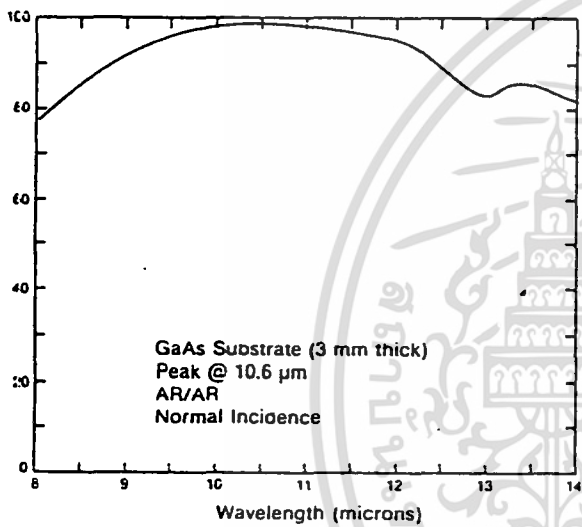 100
80
60
40
20
0
GaAs Substrate (3 mm thick)
Peak @ 10.6 μm
AR/AR
Normal Incidence
8 9 10 11 12 13 14
Wavelength (microns)